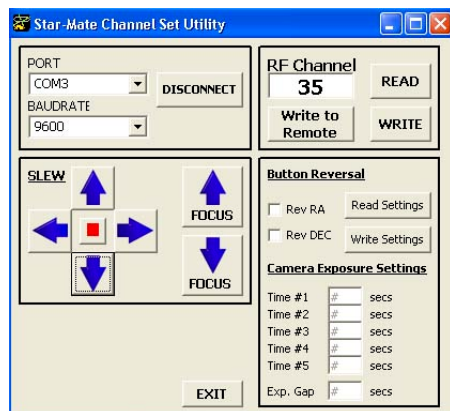 Star-Mate Channel Set Utility
PORT
COM3
BAUDRATE
9600
DISCONNECT
RF Channel
35
READ
Write to
Remote
WRITE
SLEW
FOCUS
FOCUS
Button Reversal
Rev RA
Read Settings
Rev DEC
Write Settings
Camera Exposure Settings
Time #1 # secs
Time #2 # secs
Time #3 # secs
Time #4 # secs
Time #5 # secs
Exp. Gap # secs
EXIT